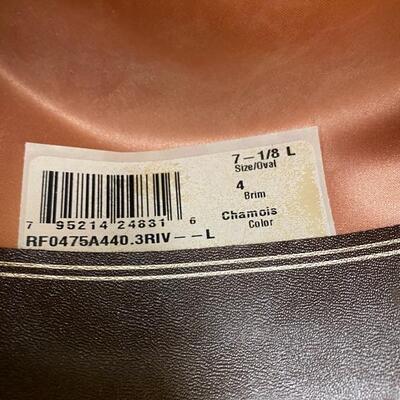 7-1/8 L
Size/Oval
4
Brim
Chamois
Color
7 95214 24831 6
RF0475A440.3RIV--L